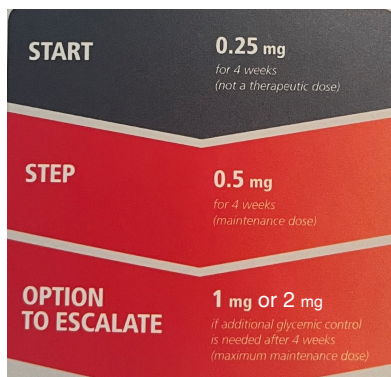 START
0.25 mg
for 4 weeks
(not a therapeutic dose)
STEP
0.5 mg
for 4 weeks
(maintenance dose)
OPTION
TO ESCALATE
1 mg or 2 mg
if additional glycemic control
is needed after 4 weeks
(maximum maintenance dose)